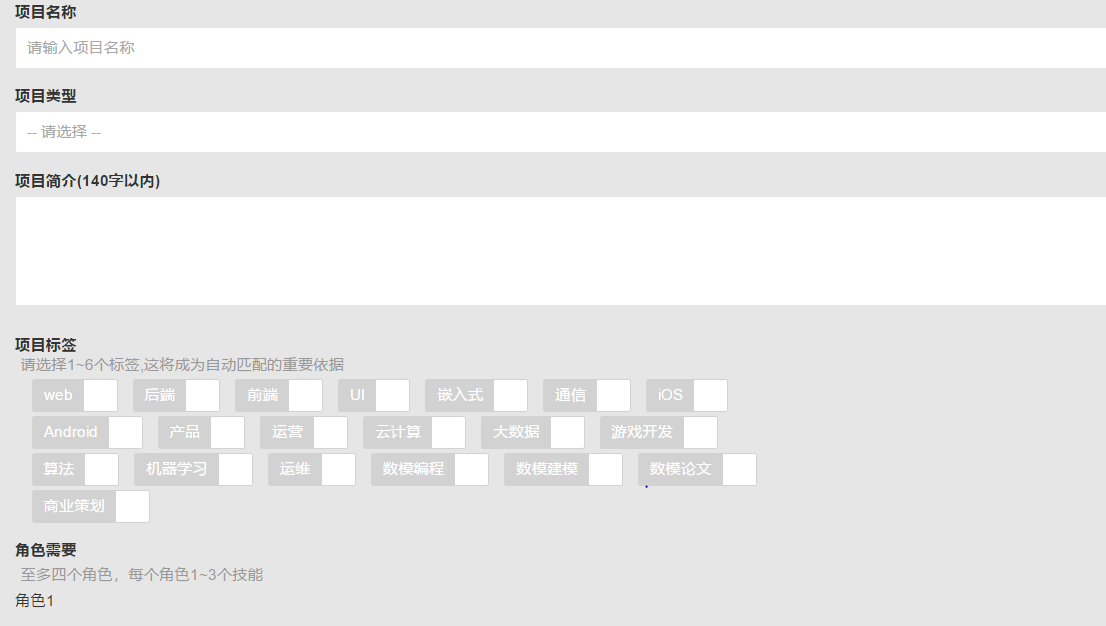 项目名称
请输入项目名称
项目类型
-- 请选择 --
项目简介(140字以内)
项目标签
请选择1~6个标签,这将成为自动匹配的重要依据
web 后端 前端 UI 嵌入式 通信 iOS
Android 产品 运营 云计算 大数据 游戏开发
算法 机器学习 运维 数模编程 数模建模 数模论文
商业策划
角色需要
至多四个角色，每个角色1~3个技能
角色1